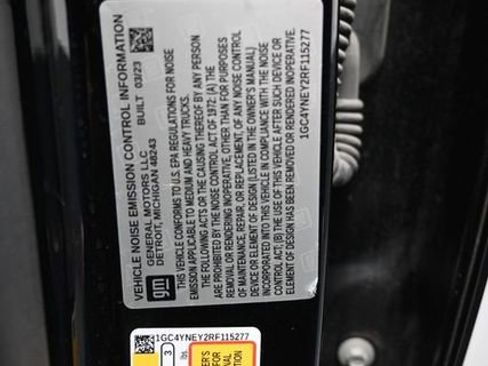 VEHICLE NOISE EMISSION CONTROL INFORMATION
GENERAL MOTORS LLC BUILT 03/23
DETROIT, MICHIGAN 48243
gm
THIS VEHICLE CONFORMS TO U.S. EPA REGULATIONS FOR NOISE
EMISSION APPLICABLE TO MEDIUM AND HEAVY TRUCKS.
THE FOLLOWING ACTS OR THE CAUSING THEREOF BY ANY PERSON
ARE PROHIBITED BY THE NOISE CONTROL ACT OF 1972: (A) THE
REMOVAL OR RENDERING INOPERATIVE, OTHER THAN FOR PURPOSES
OF MAINTENANCE, REPAIR, OR REPLACEMENT, OF ANY NOISE CONTROL
DEVICE OR ELEMENT OF DESIGN (LISTED IN THE OWNER'S MANUAL)
INCORPORATED INTO THIS VEHICLE IN COMPLIANCE WITH THE NOISE
CONTROL ACT; (B) THE USE OF THIS VEHICLE AFTER SUCH DEVICE OR
ELEMENT OF DESIGN HAS BEEN REMOVED OR RENDERED INOPERATIVE.
1GC4YNEY2RF115277
1GC4YNEY2RF115277
3
lbs